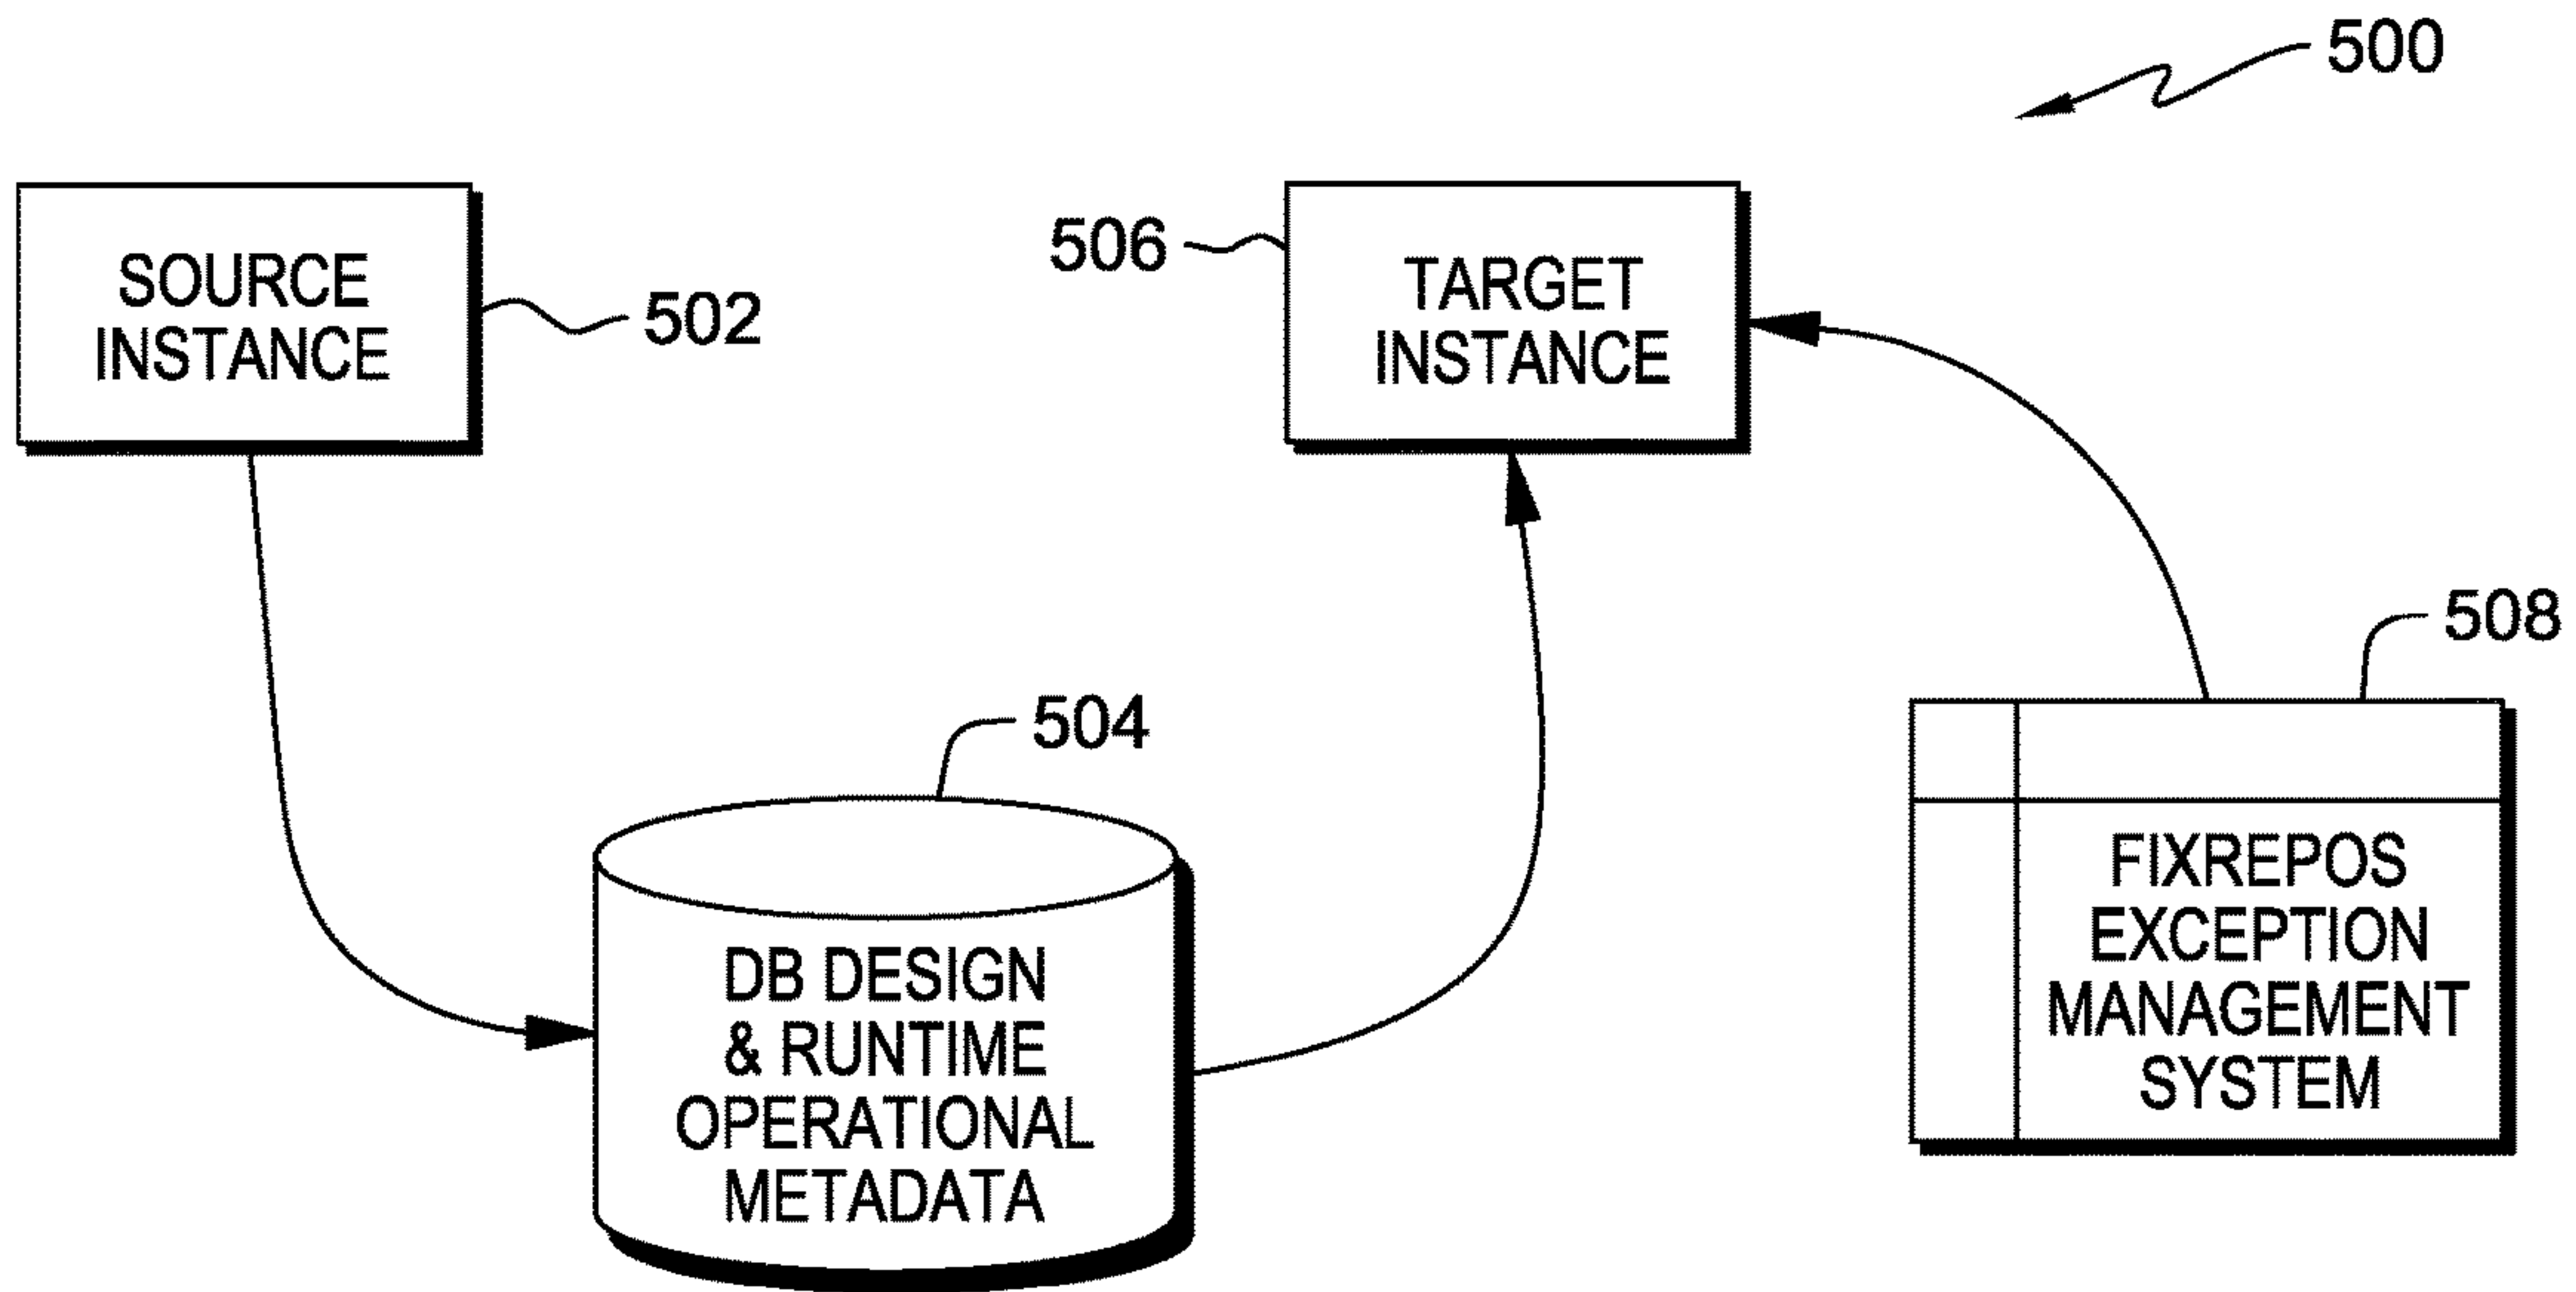 500
SOURCE
INSTANCE
502
506
TARGET
INSTANCE
504
DB DESIGN
& RUNTIME
OPERATIONAL
METADATA
508
FIXREPOS
EXCEPTION
MANAGEMENT
SYSTEM